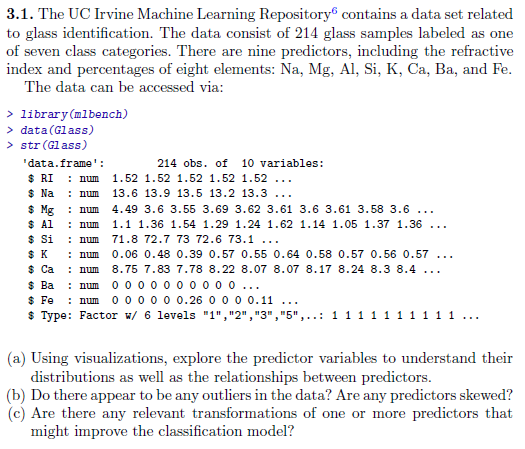 3.1. The UC Irvine Machine Learning Repository⁶ contains a data set related
to glass identification. The data consist of 214 glass samples labeled as one
of seven class categories. There are nine predictors, including the refractive
index and percentages of eight elements: Na, Mg, Al, Si, K, Ca, Ba, and Fe.
The data can be accessed via:
> library(mlbench)
> data(Glass)
> str(Glass)
'data.frame': 214 obs. of 10 variables:
$ RI : num 1.52 1.52 1.52 1.52 1.52 ...
$ Na : num 13.6 13.9 13.5 13.2 13.3 ...
$ Mg : num 4.49 3.6 3.55 3.69 3.62 3.61 3.6 3.61 3.58 3.6 ...
$ Al : num 1.1 1.36 1.54 1.29 1.24 1.62 1.14 1.05 1.37 1.36 ...
$ Si : num 71.8 72.7 73 72.6 73.1 ...
$ K : num 0.06 0.48 0.39 0.57 0.55 0.64 0.58 0.57 0.56 0.57 ...
$ Ca : num 8.75 7.83 7.78 8.22 8.07 8.07 8.17 8.24 8.3 8.4 ...
$ Ba : num 0 0 0 0 0 0 0 0 0 0 ...
$ Fe : num 0 0 0 0 0 0.26 0 0 0 0.11 ...
$ Type: Factor w/ 6 levels "1","2","3","5",..: 1 1 1 1 1 1 1 1 1 1 ...
(a) Using visualizations, explore the predictor variables to understand their
distributions as well as the relationships between predictors.
(b) Do there appear to be any outliers in the data? Are any predictors skewed?
(c) Are there any relevant transformations of one or more predictors that
might improve the classification model?